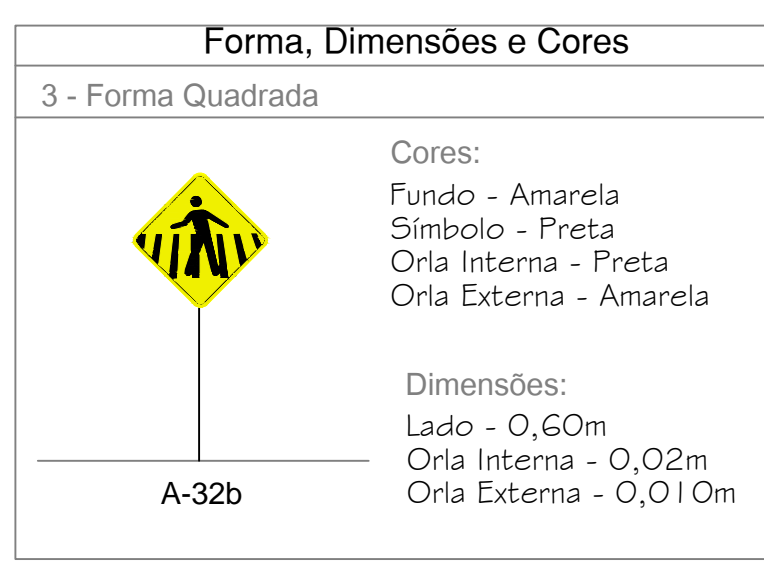 Forma, Dimensões e Cores
3 - Forma Quadrada
Cores:
Fundo - Amarela
Símbolo - Preta
Orla Interna - Preta
Orla Externa - Amarela
Dimensões:
Lado - 0,60m
Orla Interna - 0,02m
Orla Externa - 0,010m
A-32b